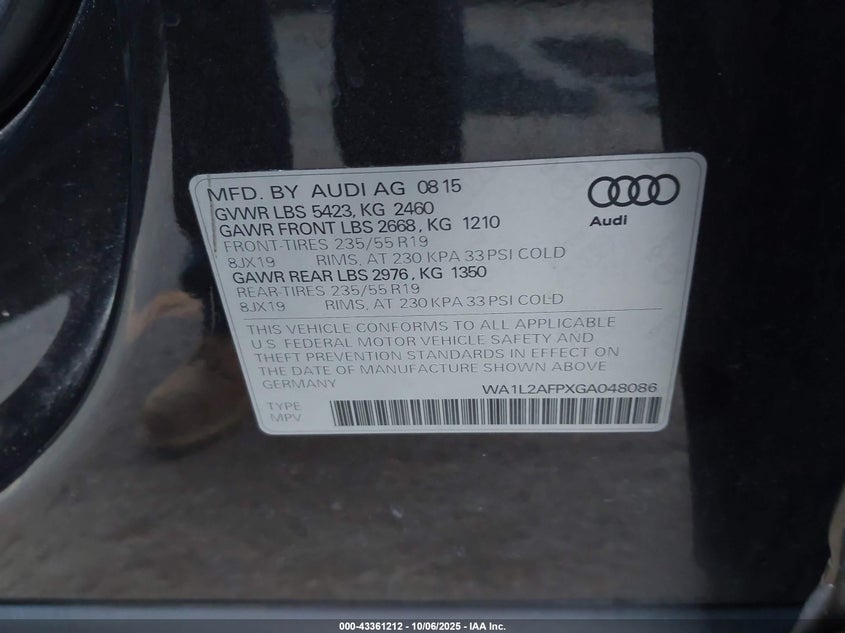 MFD. BY AUDI AG 08 15
GVWR LBS 5423, KG 2460
GAWR FRONT LBS 2668, KG 1210
FRONT-TIRES 235/55 R19
8JX19 RIMS, AT 230 KPA 33 PSI COLD
GAWR REAR LBS 2976, KG 1350
REAR-TIRES 235/55 R19
8JX19 RIMS, AT 230 KPA 33 PSI COLD
Audi
THIS VEHICLE CONFORMS TO ALL APPLICABLE
U.S. FEDERAL MOTOR VEHICLE SAFETY AND
THEFT PREVENTION STANDARDS IN EFFECT ON
THE DATE OF MANUFACTURE SHOWN ABOVE
GERMANY WA1L2AFPXGA048086
TYPE
MPV
000-43361212 - 10/06/2025 - IAA Inc.